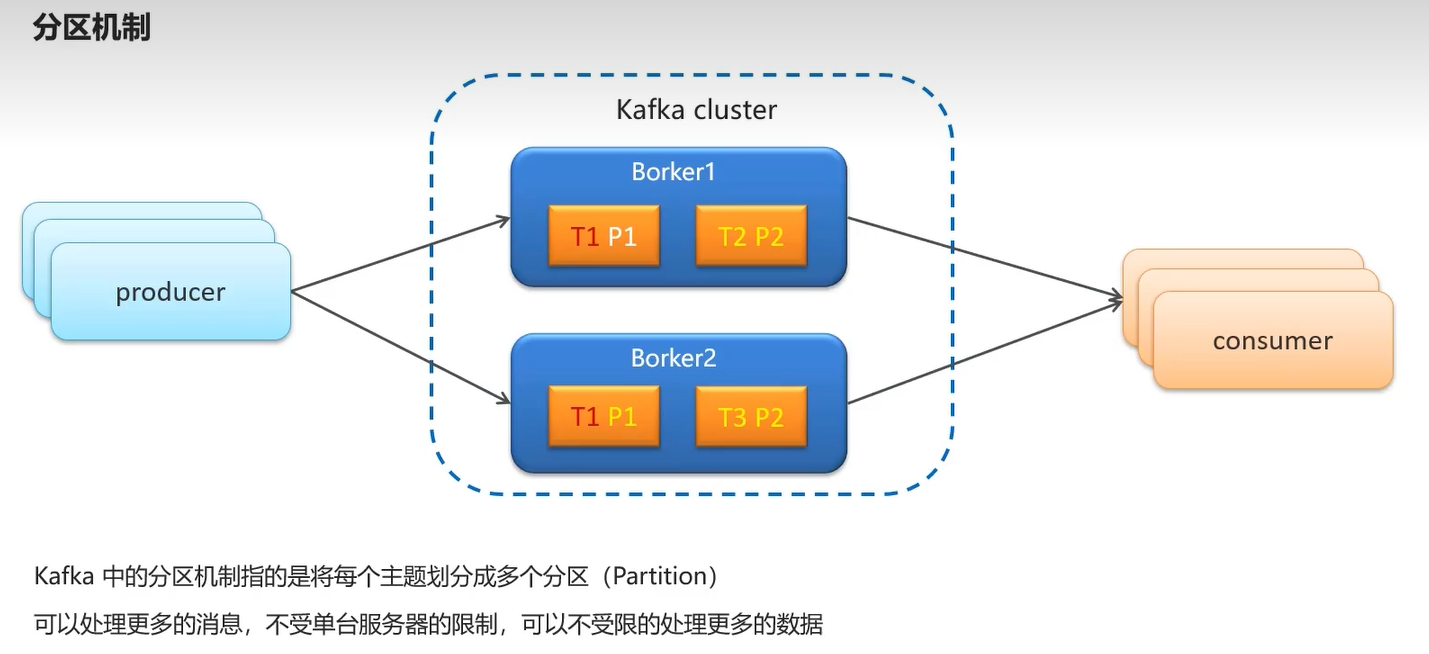 分区机制
Kafka cluster
Borker1
T1 P1
T2 P2
producer
consumer
Borker2
T1 P1
T3 P2
Kafka 中的分区机制指的是将每个主题划分成多个分区（Partition）
可以处理更多的消息，不受单台服务器的限制，可以不受限的处理更多的数据